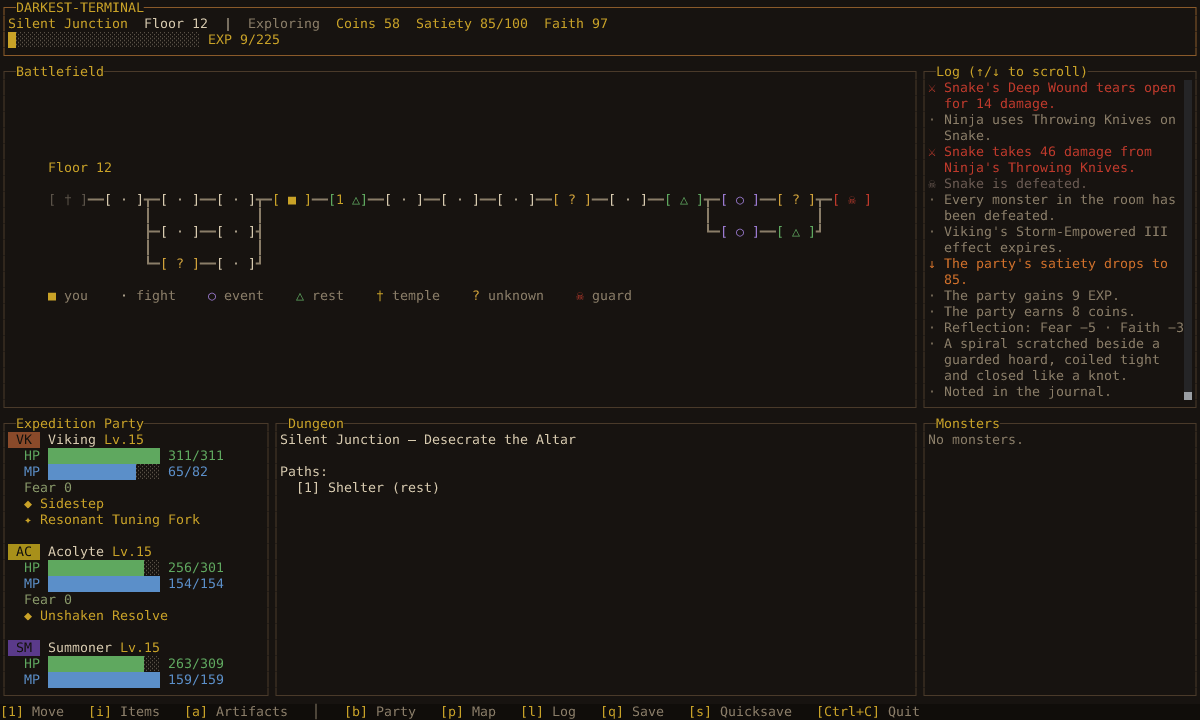 DARKEST-TERMINAL
Silent Junction  Floor 12  |  Exploring  Coins 58  Satiety 85/100  Faith 97
EXP 9/225
Battlefield
Floor 12
[ † ]──[ · ]┬─[ · ]──[ · ]┬─[ ■ ]──[1 △]──[ · ]──[ · ]──[ · ]──[ ? ]──[ · ]──[ △ ]┬─[ ○ ]──[ ? ]┬─[ ☠ ]
├─[ · ]──[ · ]┤ └─[ ○ ]──[ △ ]┘
└─[ ? ]──[ · ]┘
■ you  · fight  ○ event  △ rest  † temple  ? unknown  ☠ guard
Log (↑/↓ to scroll)
⚔ Snake's Deep Wound tears open
for 14 damage.
· Ninja uses Throwing Knives on
Snake.
⚔ Snake takes 46 damage from
Ninja's Throwing Knives.
☠ Snake is defeated.
· Every monster in the room has
been defeated.
· Viking's Storm-Empowered III
effect expires.
↓ The party's satiety drops to
85.
· The party gains 9 EXP.
· The party earns 8 coins.
· Reflection: Fear −5 · Faith −3
· A spiral scratched beside a
guarded hoard, coiled tight
and closed like a knot.
· Noted in the journal.
Expedition Party
VK Viking Lv.15
HP 311/311
MP 65/82
Fear 0
◆ Sidestep
✦ Resonant Tuning Fork
AC Acolyte Lv.15
HP 256/301
MP 154/154
Fear 0
◆ Unshaken Resolve
SM Summoner Lv.15
HP 263/309
MP 159/159
Dungeon
Silent Junction — Desecrate the Altar
Paths:
[1] Shelter (rest)
Monsters
No monsters.
[1] Move  [i] Items  [a] Artifacts  |  [b] Party  [p] Map  [l] Log  [q] Save  [s] Quicksave  [Ctrl+C] Quit